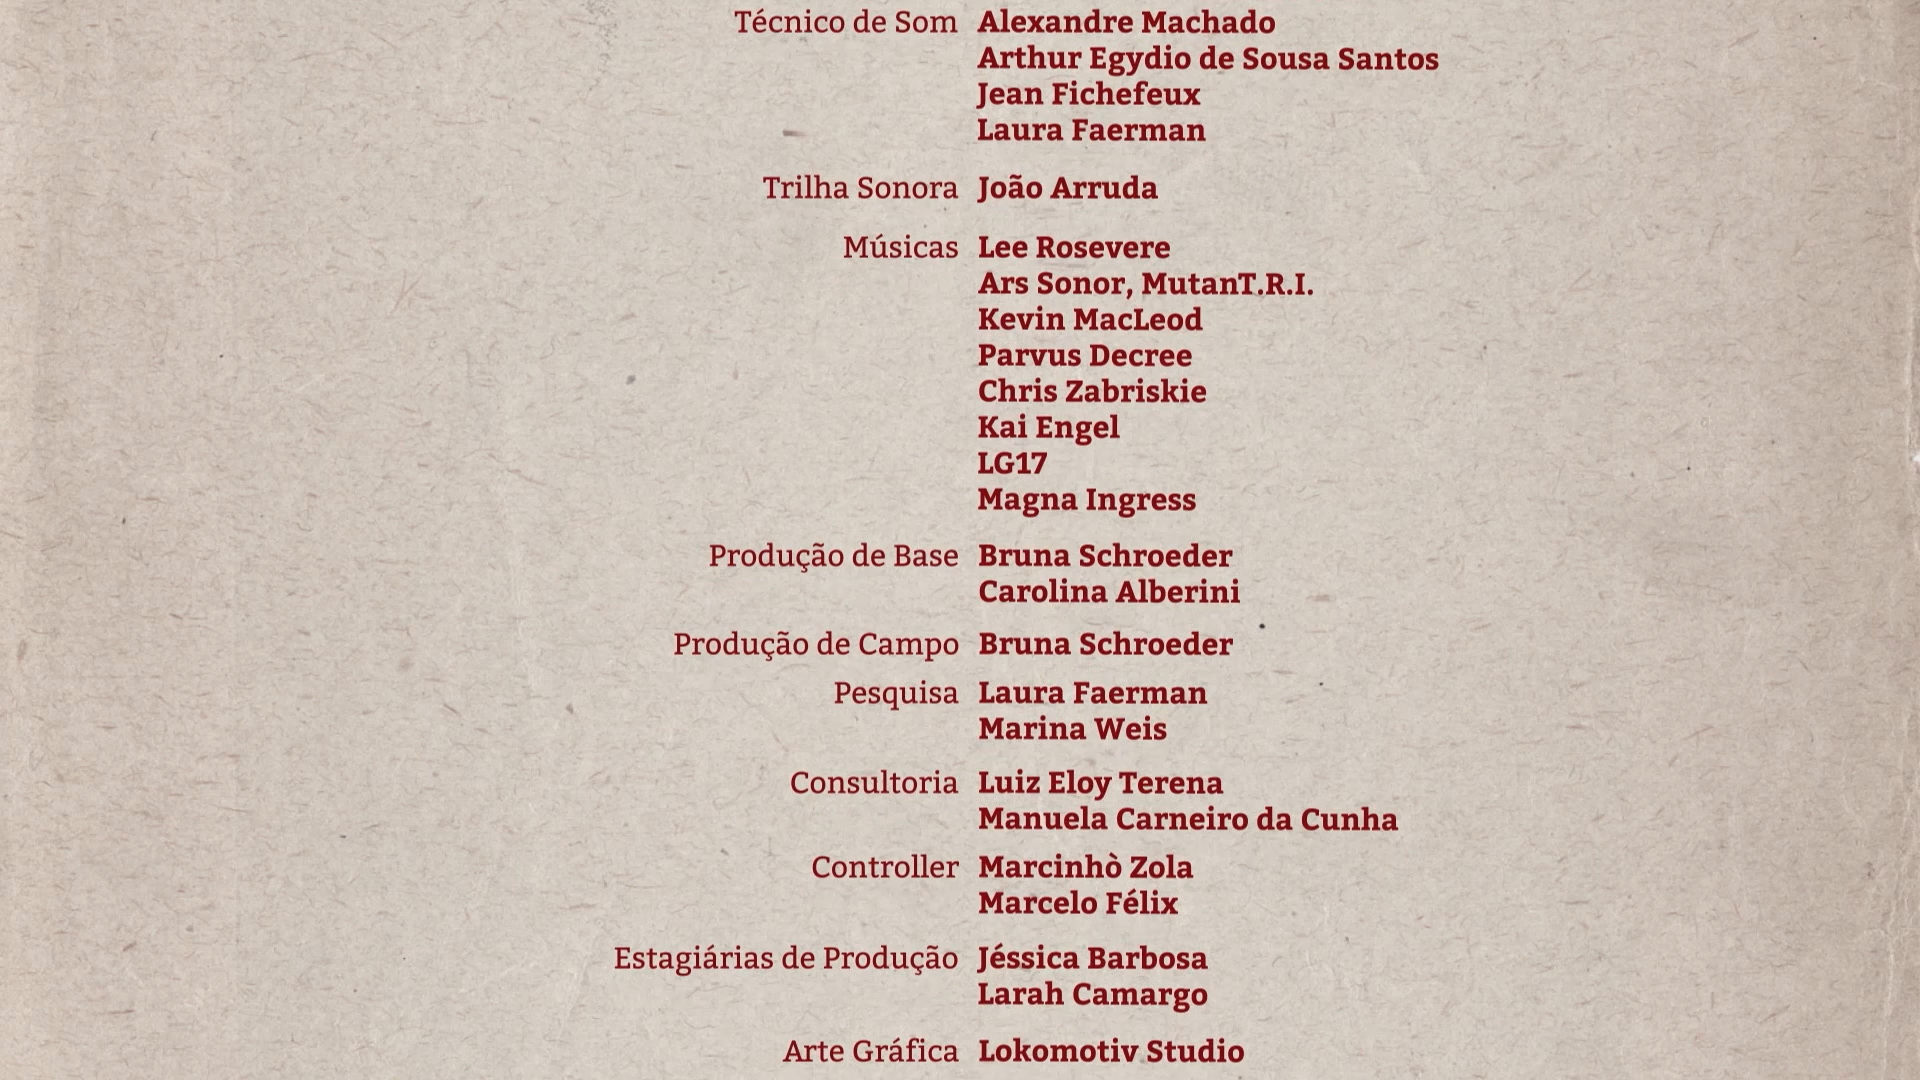 Técnico de Som Alexandre Machado
Arthur Egydio de Sousa Santos
Jean Fichefeux
Laura Faerman
Trilha Sonora João Arruda
Músicas Lee Rosevere
Ars Sonor, MutanT.R.I.
Kevin MacLeod
Parvus Decree
Chris Zabriskie
Kai Engel
LG17
Magna Ingress
Produção de Base Bruna Schroeder
Carolina Alberini
Produção de Campo Bruna Schroeder
Pesquisa Laura Faerman
Marina Weis
Consultoria Luiz Eloy Terena
Manuela Carneiro da Cunha
Controller Marcinhò Zola
Marcelo Félix
Estagiárias de Produção Jéssica Barbosa
Larah Camargo
Arte Gráfica Lokomotiv Studio